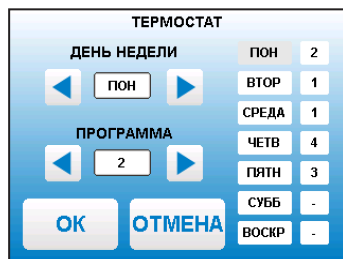 ТЕРМОСТАТ
ДЕНЬ НЕДЕЛИ
ПОН
ПРОГРАММА
2
ОК
ОТМЕНА
ПОН 2
ВТОР 1
СРЕДА 1
ЧЕТВ 4
ПЯТН 3
СУББ -
ВОСКР -